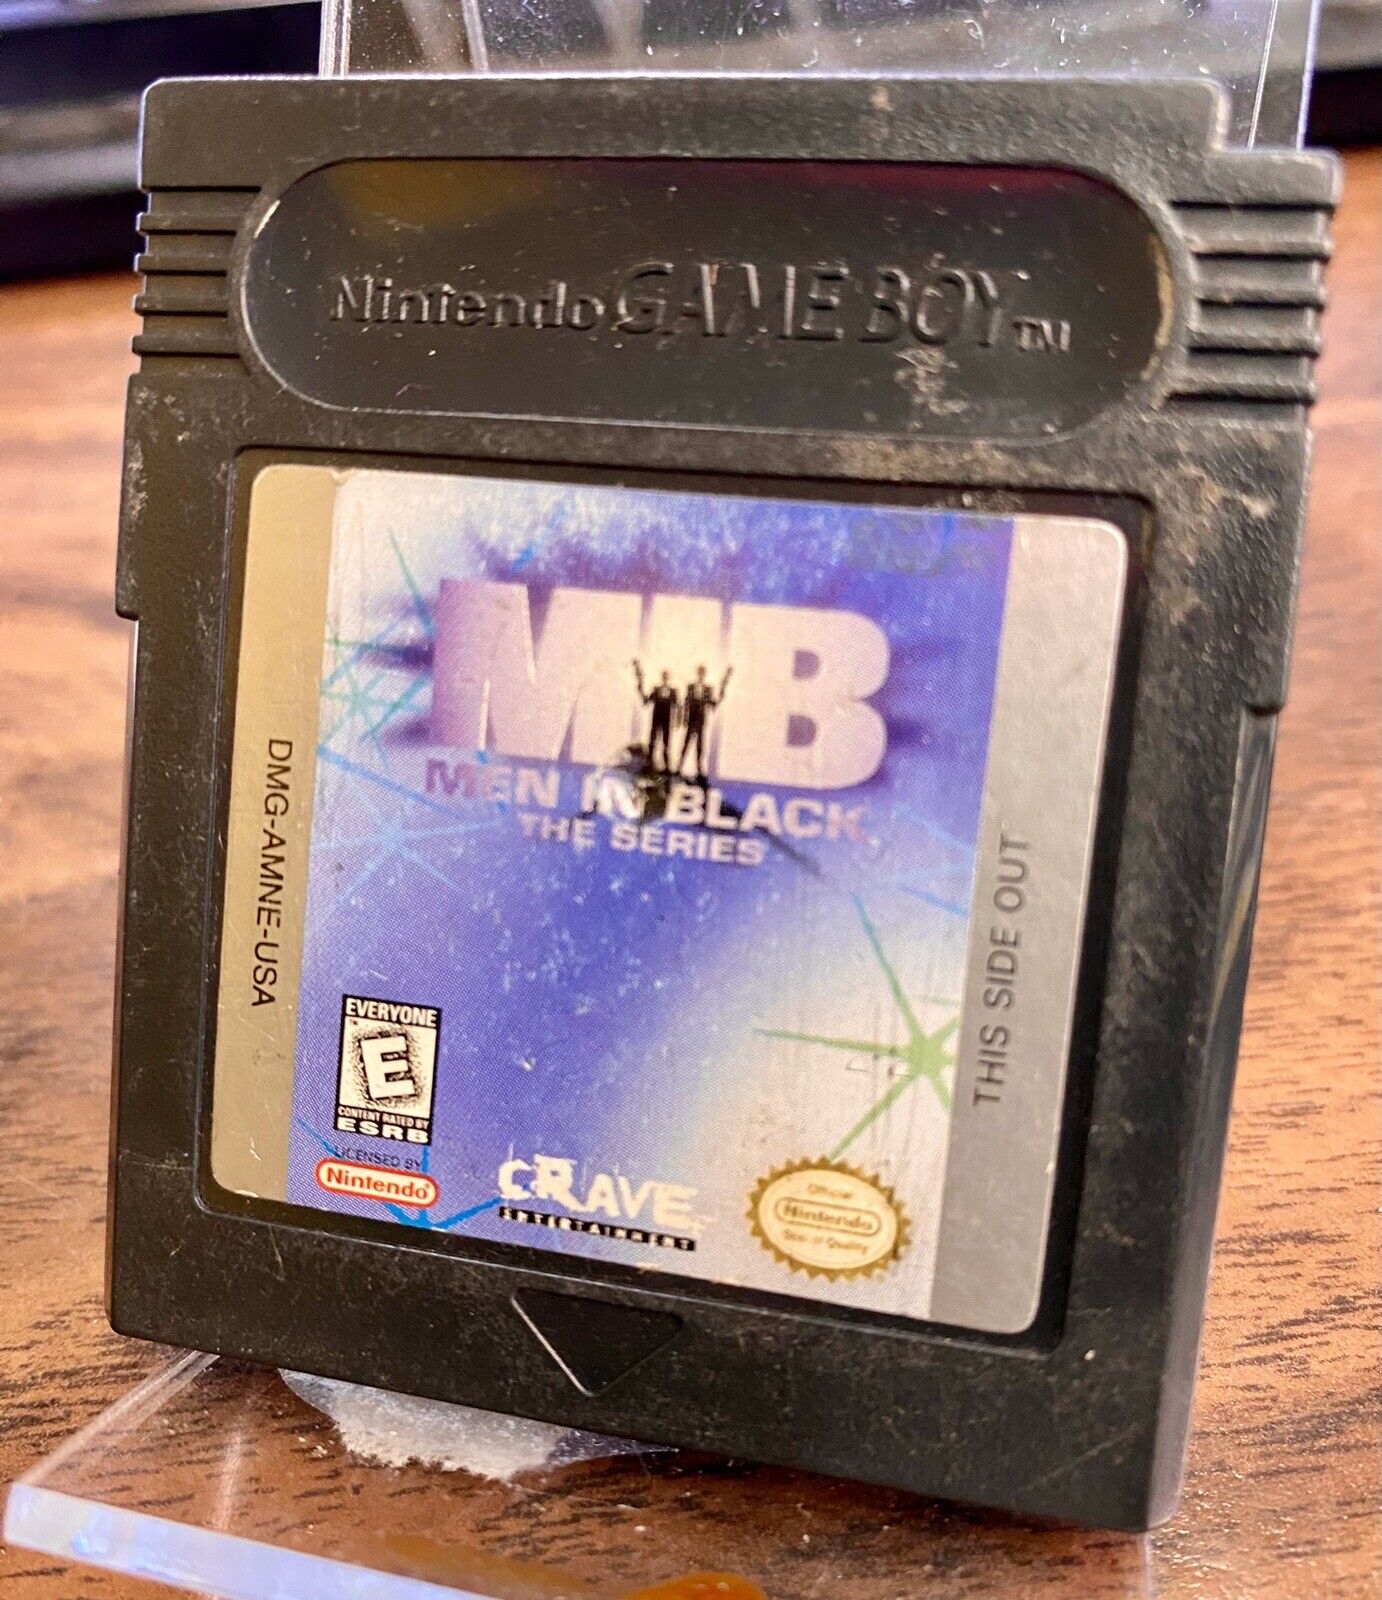 Nintendo GAME BOY TM
MIB
MEN IN BLACK
THE SERIES
DMG-AMNE-USA
THIS SIDE OUT
EVERYONE
E
CONTENT RATED BY
ESRB
LICENSED BY
Nintendo
CRAVE
ENTERTAINMENT
Official
Nintendo
Seal of Quality